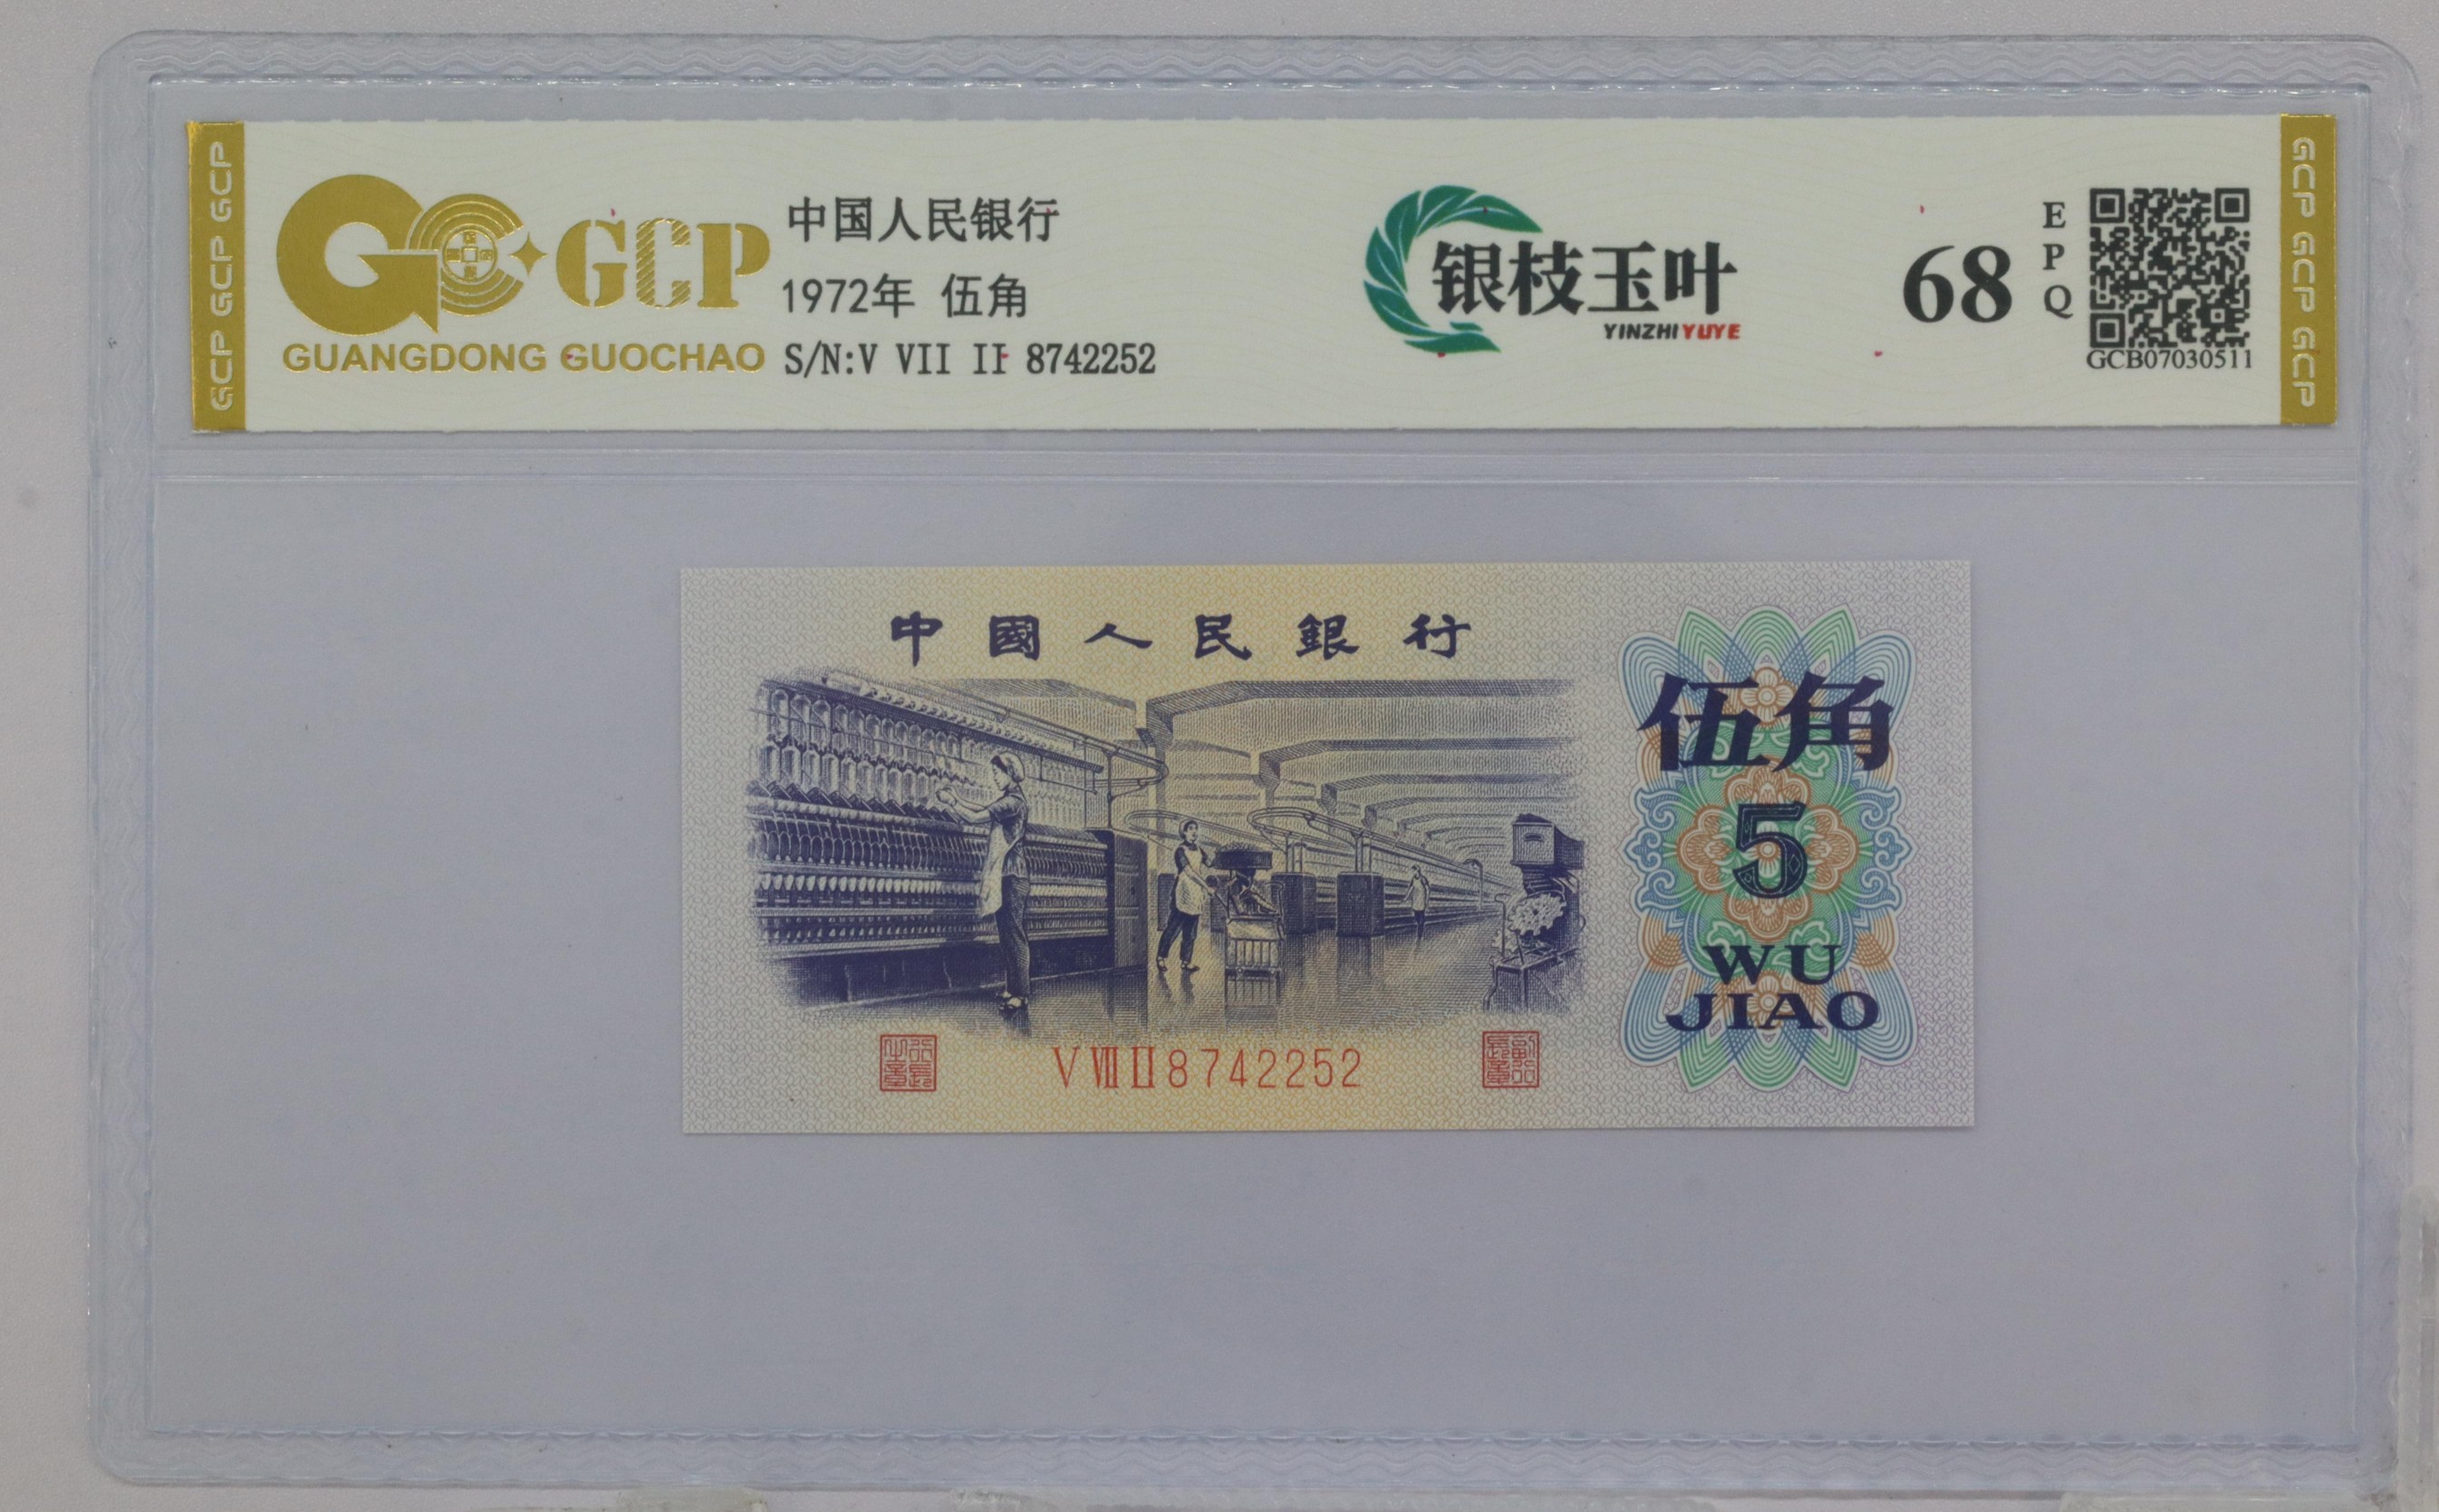 GCP GCP GCP
GCP
GUANGDONG GUOCHAO
中国人民银行
1972年 伍角
S/N:V VII II 8742252
银枝玉叶
YINZHIYUYE
68
EPQ
GCB07030511
GCP GCP GCP
中國人民銀行
伍角
5
WU
JIAO
V VII II 8742252